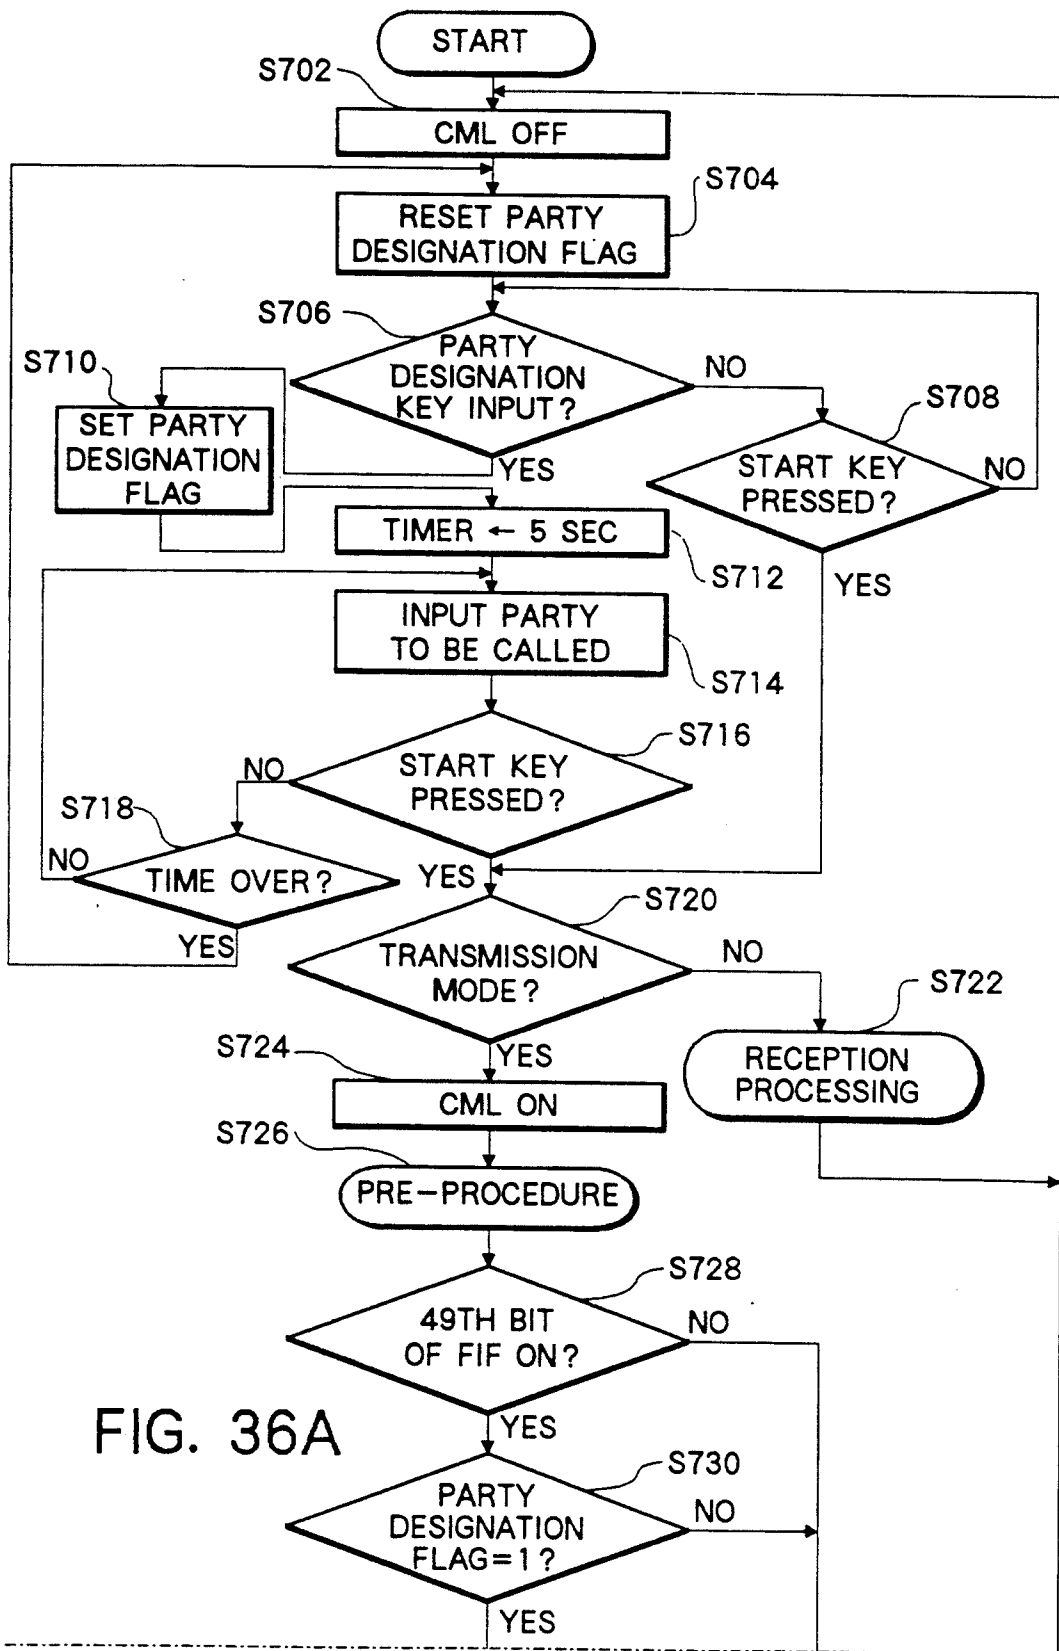 START
S702
CML OFF
S704
RESET PARTY
DESIGNATION FLAG
S706
PARTY
DESIGNATION
KEY INPUT?
NO
S710
SET PARTY
DESIGNATION
FLAG
YES
S708
START KEY
PRESSED?
NO
YES
TIMER ← 5 SEC
S712
INPUT PARTY
TO BE CALLED
S714
S716
START KEY
PRESSED?
NO
S718
TIME OVER?
NO
YES
YES
S720
TRANSMISSION
MODE?
NO
S722
RECEPTION
PROCESSING
YES
S724
CML ON
S726
PRE-PROCEDURE
S728
49TH BIT
OF FIF ON?
NO
YES
FIG. 36A
S730
PARTY
DESIGNATION
FLAG=1?
NO
YES